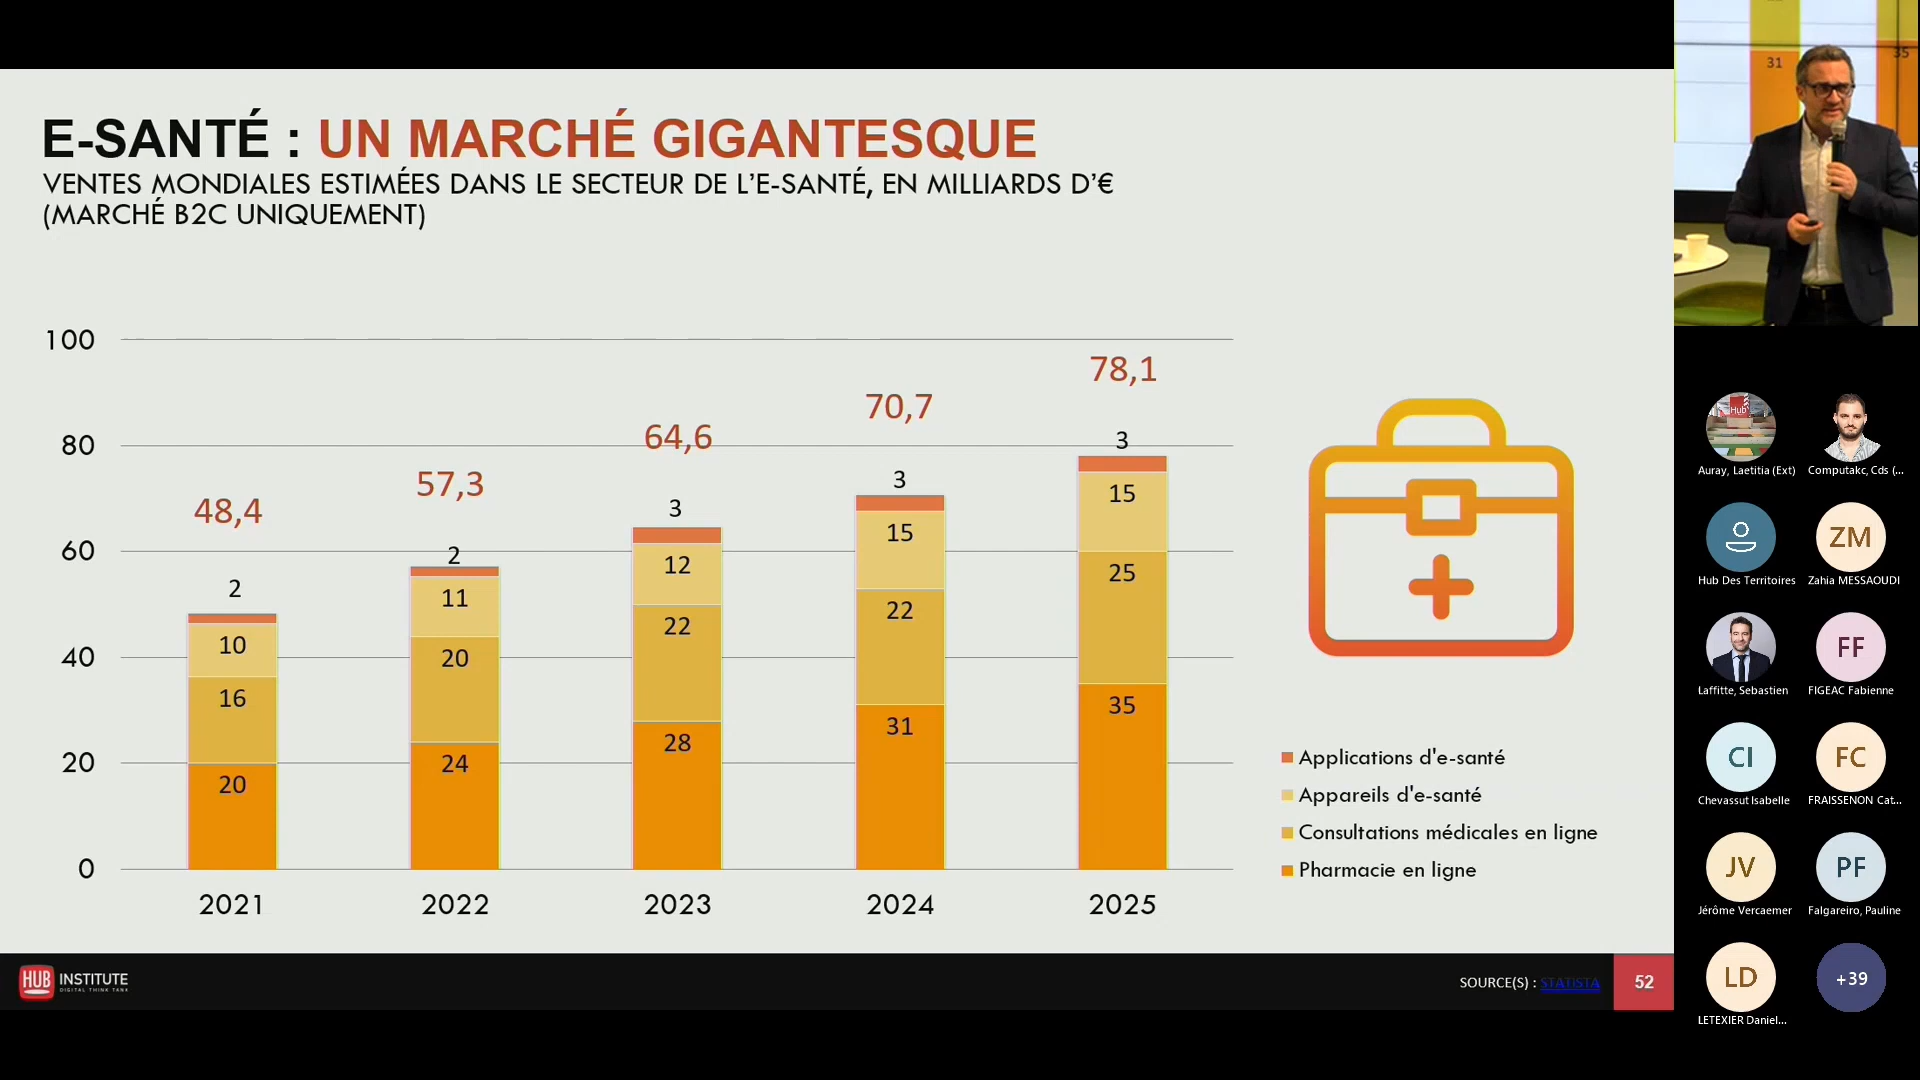 E-SANTÉ : UN MARCHÉ GIGANTESQUE
VENTES MONDIALES ESTIMÉES DANS LE SECTEUR DE L'E-SANTÉ, EN MILLIARDS D'€
(MARCHÉ B2C UNIQUEMENT)
100
80
60
40
20
0
48,4
2
10
16
20
57,3
2
11
20
24
64,6
3
12
22
28
70,7
3
15
22
31
78,1
3
15
25
35
2021
2022
2023
2024
2025
Applications d'e-santé
Appareils d'e-santé
Consultations médicales en ligne
Pharmacie en ligne
HUB INSTITUTE
DIGITAL THINK TANK
SOURCE(S) : STATISTA
52
31
35
Hub
Auray, Laetitia (Ext)
Computakc, Cds (...
Hub Des Territoires
ZM
Zahia MESSAOUDI
Laffitte, Sebastien
FF
FIGEAC Fabienne
CI
Chevassut Isabelle
FC
FRAISSENON Cat...
JV
Jérôme Vercaemer
PF
Falgareiro, Pauline
LD
LETEXIER Daniel...
+39